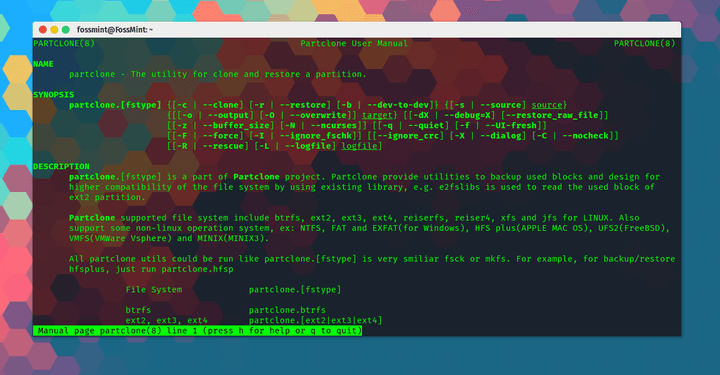 fossmint@FossMint: ~
PARTCLONE(8) Partclone User Manual PARTCLONE(8)
NAME
partclone - The utility for clone and restore a partition.
SYNOPSIS
partclone.[fstype] {[-c | --clone] [-r | --restore] [-b | --dev-to-dev]} {[-s | --source] source}
{[[-o | --output] [-O | --overwrite]] target} [-dX | --debug=X] [--restore_raw_file]]
[[-z | --buffer_size] [-N | --ncurses]] [[-q | --quiet] [-f | --UI-fresh]]
[[-F | --force] [-I | --ignore_fschk]] [[--ignore_crc] [-X | --dialog] [-C | --nocheck]]
[[-R | --rescue] [-L | --logfile] logfile]
DESCRIPTION
partclone.[fstype] is a part of Partclone project. Partclone provide utilities to backup used blocks and design for
higher compatibility of the file system by using existing library, e.g. e2fslibs is used to read the used block of
ext2 partition.
Partclone supported file system include btrfs, ext2, ext3, ext4, reiserfs, reiser4, xfs and jfs for LINUX. Also
support some non-linux operation system, ex: NTFS, FAT and EXFAT(for Windows), HFS plus(APPLE MAC OS), UFS2(FreeBSD),
VMFS(VMWare Vsphere) and MINIX(MINIX3).
All partclone utils could be run like partclone.[fstype] is very smiliar fsck or mkfs. For example, for backup/restore
hfsplus, just run partclone.hfsp
File System partclone.[fstype]
btrfs partclone.btrfs
ext2, ext3, ext4 partclone.[ext2|ext3|ext4]
Manual page partclone(8) line 1 (press h for help or q to quit)